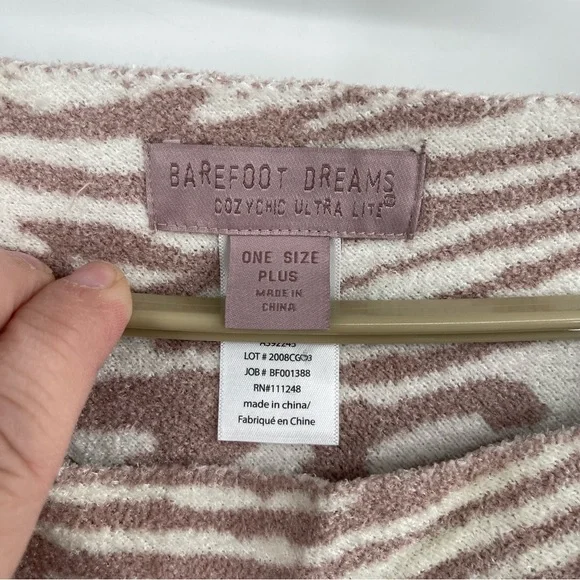 BAREFOOT DREAMS
COZYCHIC ULTRA LITE
ONE SIZE
PLUS
MADE IN
CHINA
LOT # 2008CG
JOB # BF001388
RN#111248
made in china/
Fabriqué en Chine